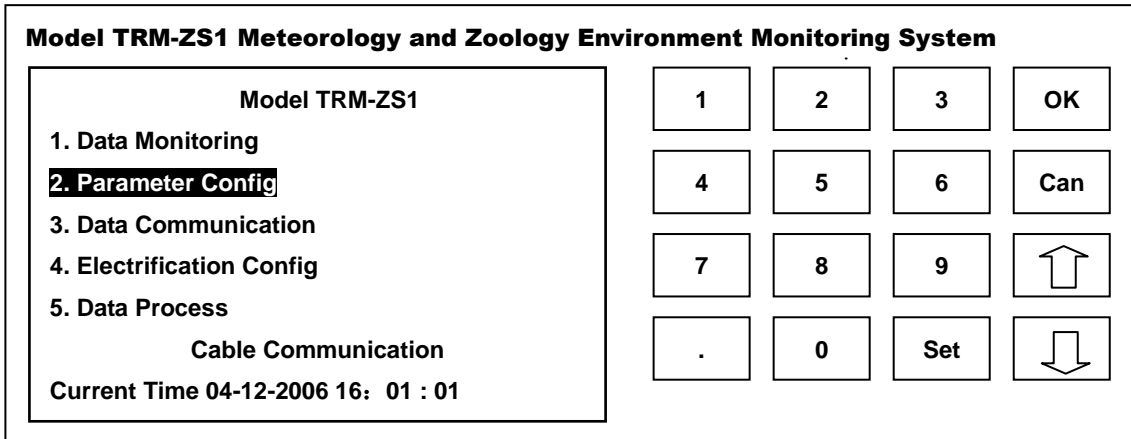 Model TRM-ZS1 Meteorology and Zoology Environment Monitoring System
Model TRM-ZS1
1. Data Monitoring
2. Parameter Config
3. Data Communication
4. Electrification Config
5. Data Process
Cable Communication
Current Time 04-12-2006 16：01 : 01
1 2 3 OK
4 5 6 Can
7 8 9
. 0 Set